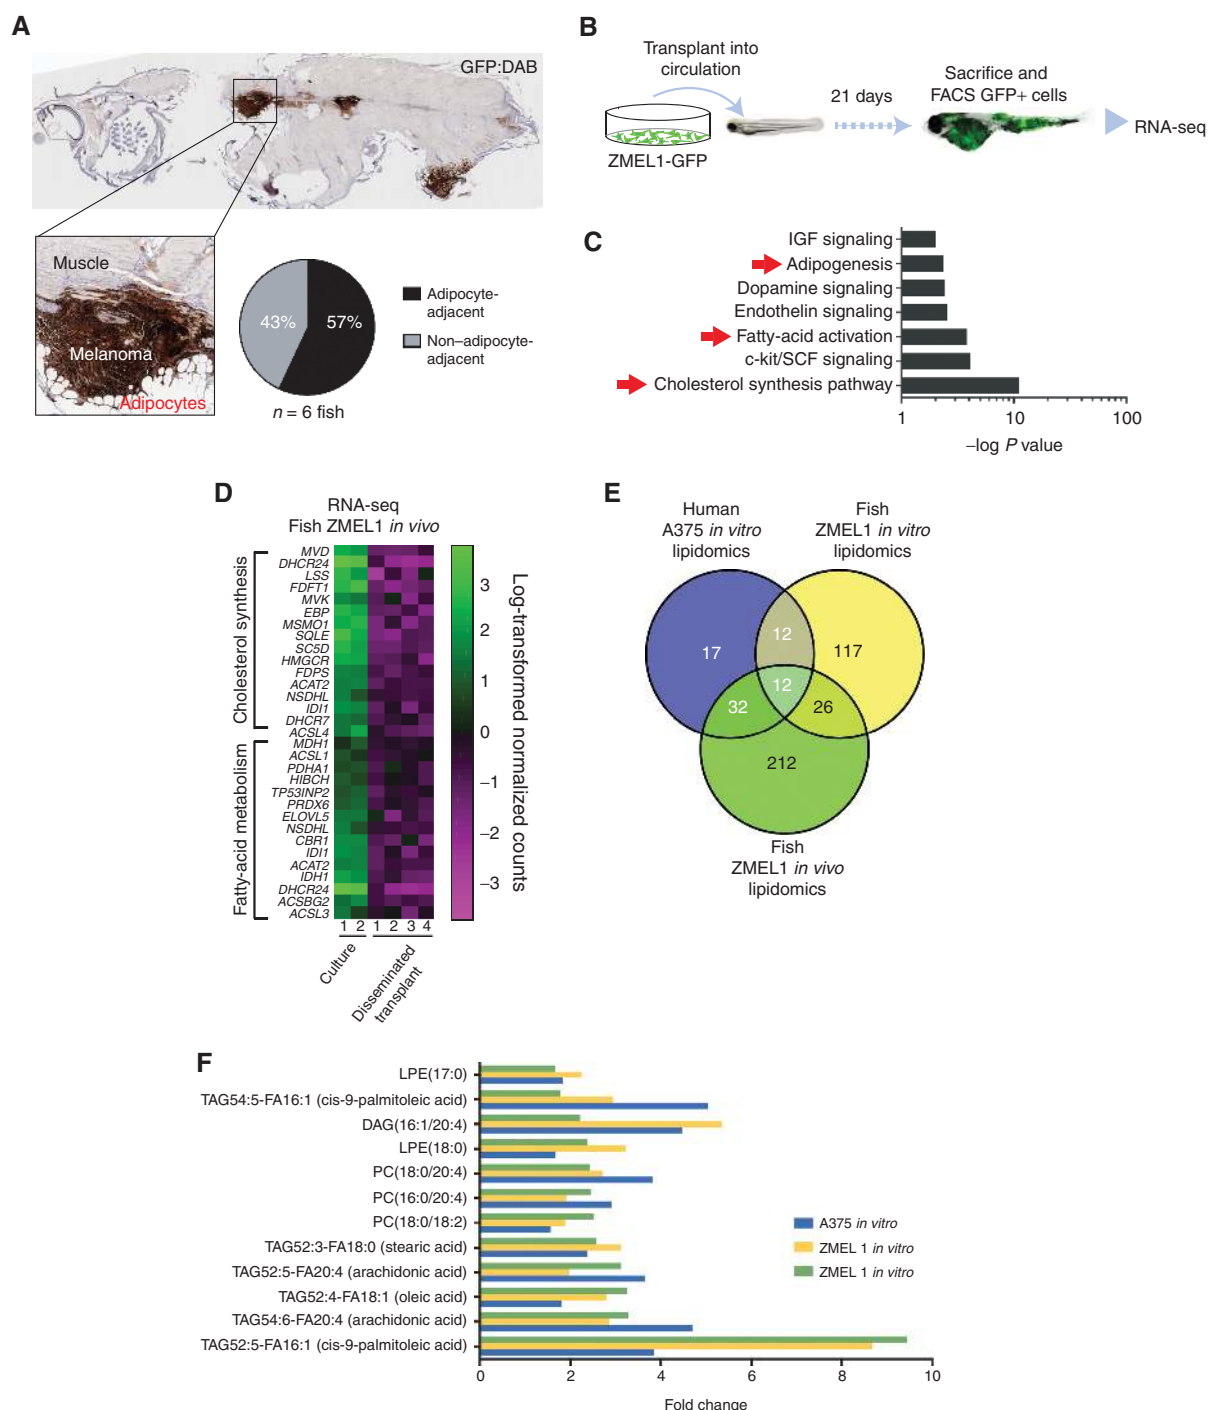 A
GFP:DAB
Muscle
Melanoma
Adipocytes
43%
57%
Adipocyte-
adjacent
Non–adipocyte-
adjacent
n = 6 fish
B
Transplant into
circulation
ZMEL1-GFP
21 days
Sacrifice and
FACS GFP+ cells
RNA-seq
C
IGF signaling
Adipogenesis
Dopamine signaling
Endothelin signaling
Fatty-acid activation
c-kit/SCF signaling
Cholesterol synthesis pathway
1
10
100
–log P value
D
RNA-seq
Fish ZMEL1 in vivo
Cholesterol synthesis
MVD
DHCR24
LSS
FDFT1
MVK
EBP
MSMO1
SQLE
SC5D
HMGCR
FDPS
ACAT2
NSDHL
IDI1
DHCR7
ACSL4
Fatty-acid metabolism
MDH1
ACSL1
PDHA1
HIBCH
TP53INP2
PRDX6
ELOVL5
NSDHL
CBR1
IDI1
ACAT2
IDH1
DHCR24
ACSBG2
ACSL3
1 2 1 2 3 4
Culture
Disseminated
transplant
3
2
1
0
–1
–2
–3
Log-transformed normalized counts
E
Human
A375 in vitro
lipidomics
Fish
ZMEL1 in vitro
lipidomics
17
12
117
12
32
26
212
Fish
ZMEL1 in vivo
lipidomics
F
LPE(17:0)
TAG54:5-FA16:1 (cis-9-palmitoleic acid)
DAG(16:1/20:4)
LPE(18:0)
PC(18:0/20:4)
PC(16:0/20:4)
PC(18:0/18:2)
TAG52:3-FA18:0 (stearic acid)
TAG52:5-FA20:4 (arachidonic acid)
TAG52:4-FA18:1 (oleic acid)
TAG54:6-FA20:4 (arachidonic acid)
TAG52:5-FA16:1 (cis-9-palmitoleic acid)
A375 in vitro
ZMEL 1 in vitro
ZMEL 1 in vitro
0
2
4
6
8
10
Fold change